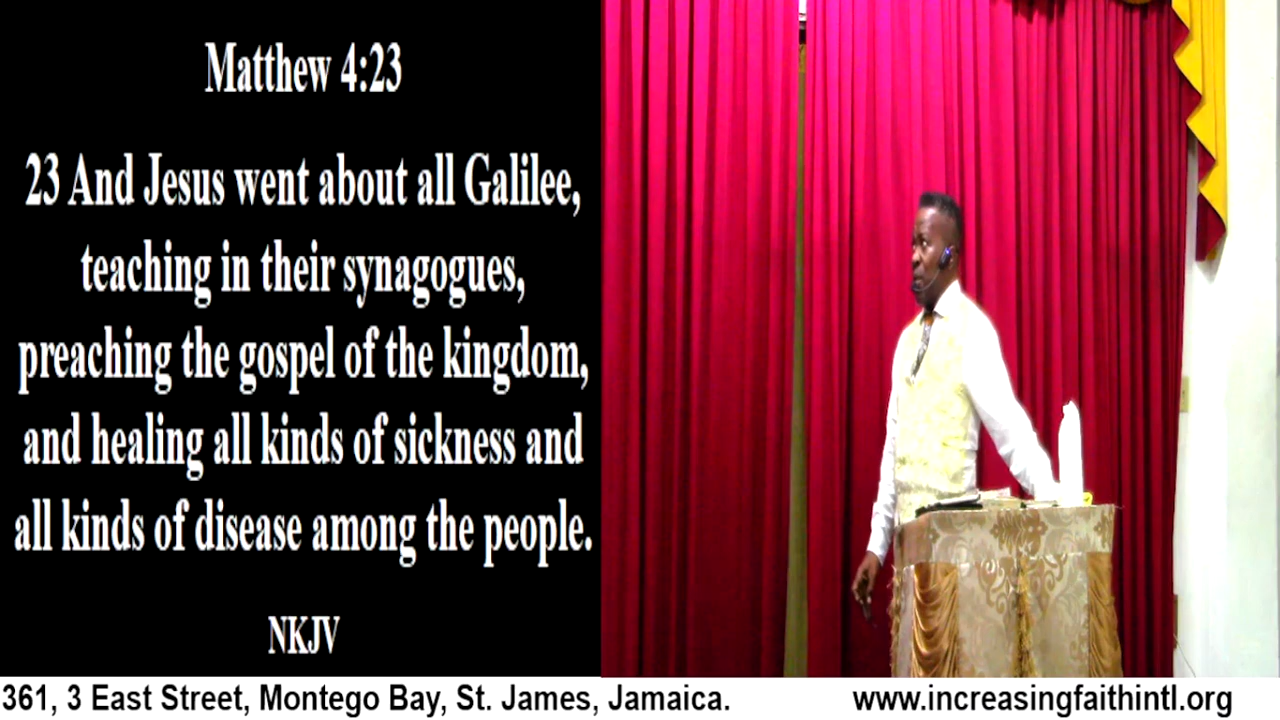 Matthew 4:23
23 And Jesus went about all Galilee,
teaching in their synagogues,
preaching the gospel of the kingdom,
and healing all kinds of sickness and
all kinds of disease among the people.
NKJV
361, 3 East Street, Montego Bay, St. James, Jamaica.
www.increasingfaithintl.org